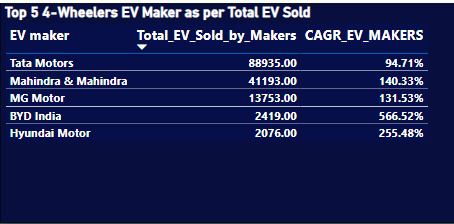 Top 5 4-Wheelers EV Maker as per Total EV Sold
EV maker Total_EV_Sold_by_Makers CAGR_EV_MAKERS
Tata Motors 88935.00 94.71%
Mahindra & Mahindra 41193.00 140.33%
MG Motor 13753.00 131.53%
BYD India 2419.00 566.52%
Hyundai Motor 2076.00 255.48%